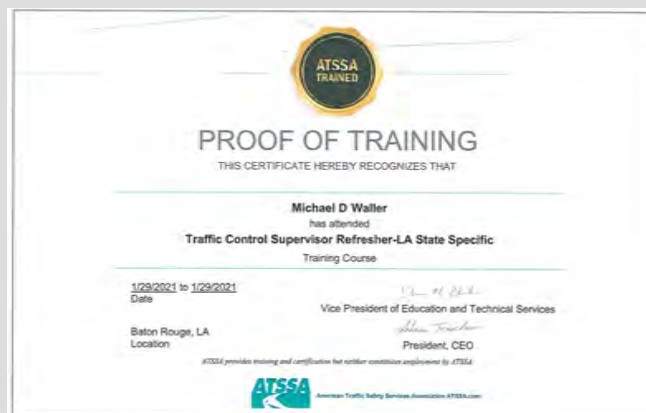 ATSSA
TRAINED
PROOF OF TRAINING
THIS CERTIFICATE HEREBY RECOGNIZES THAT
Michael D Waller
has attended
Traffic Control Supervisor Refresher-LA State Specific
Training Course
1/29/2021 to 1/29/2021
Date
Vice President of Education and Technical Services
Baton Rouge, LA
Location
President, CEO
ATSSA provides training and certification but neither constitutes employment by ATSSA.
ATSSA
American Traffic Safety Services Association ATSSA.com